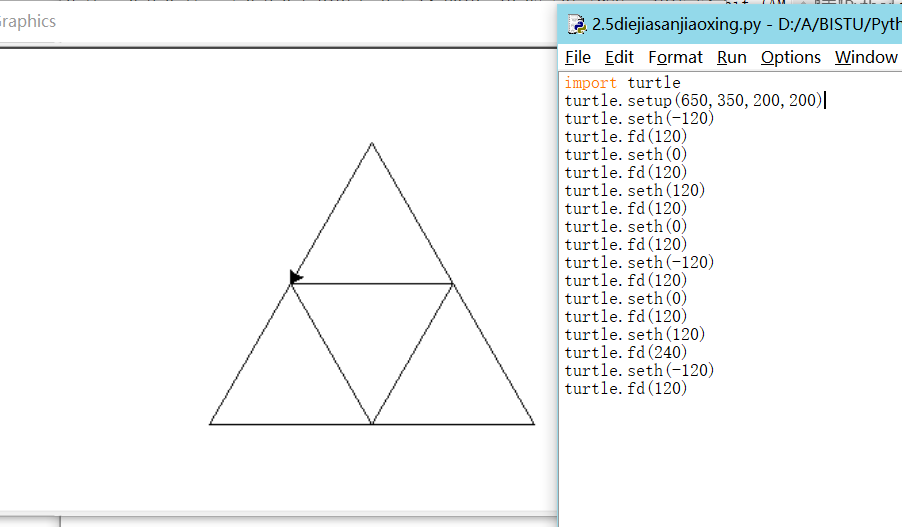 raphics
2.5diejiasanjiaoxing.py - D:/A/BISTU/Pyth
File Edit Format Run Options Window
import turtle
turtle.setup(650,350,200,200)
turtle.seth(-120)
turtle.fd(120)
turtle.seth(0)
turtle.fd(120)
turtle.seth(120)
turtle.fd(120)
turtle.seth(0)
turtle.fd(120)
turtle.seth(-120)
turtle.fd(120)
turtle.seth(0)
turtle.fd(120)
turtle.seth(120)
turtle.fd(240)
turtle.seth(-120)
turtle.fd(120)